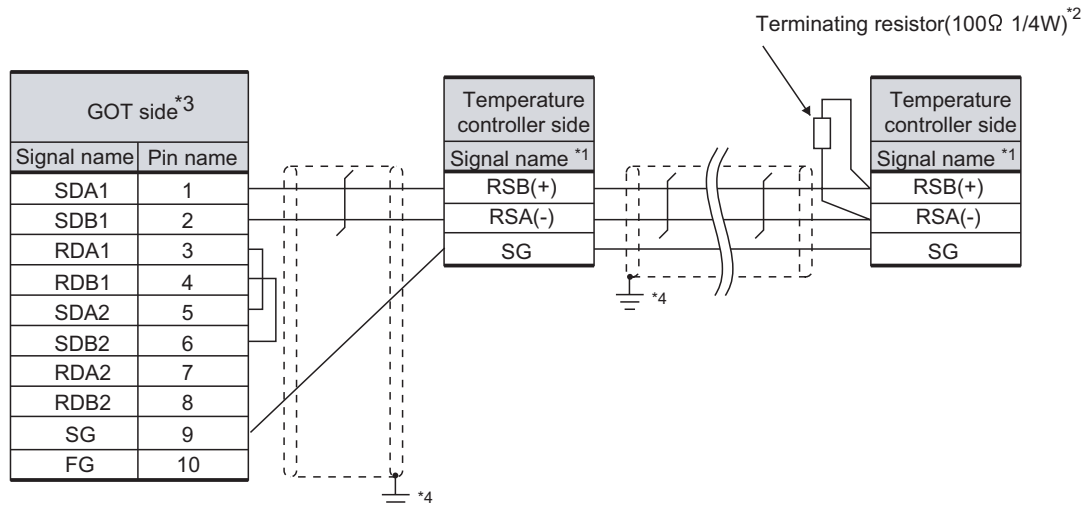 Terminating resistor(100Ω 1/4W)*2
GOT side*3
Signal name Pin name
SDA1 1
SDB1 2
RDA1 3
RDB1 4
SDA2 5
SDB2 6
RDA2 7
RDB2 8
SG 9
FG 10
*4
Temperature
controller side
Signal name *1
RSB(+)
RSA(-)
SG
*4
Temperature
controller side
Signal name *1
RSB(+)
RSA(-)
SG